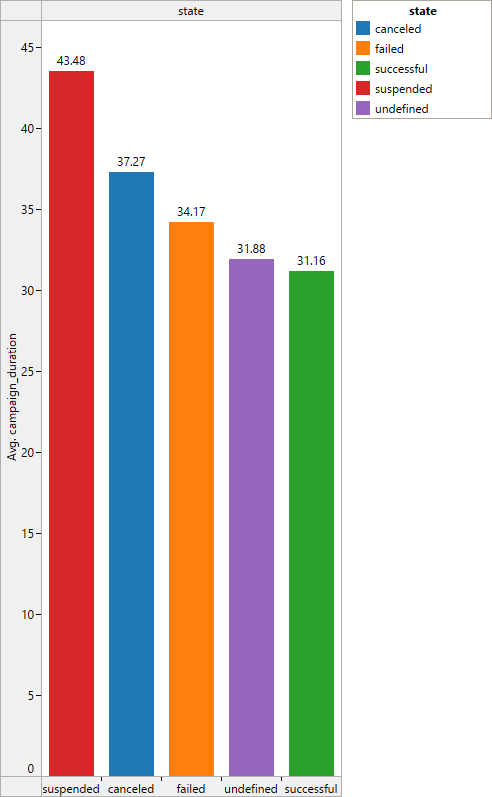 state
state
canceled
failed
successful
suspended
undefined
45
40
35
30
25
20
15
10
5
0
Avg. campaign_duration
43.48
37.27
34.17
31.88
31.16
suspended canceled failed undefined successful